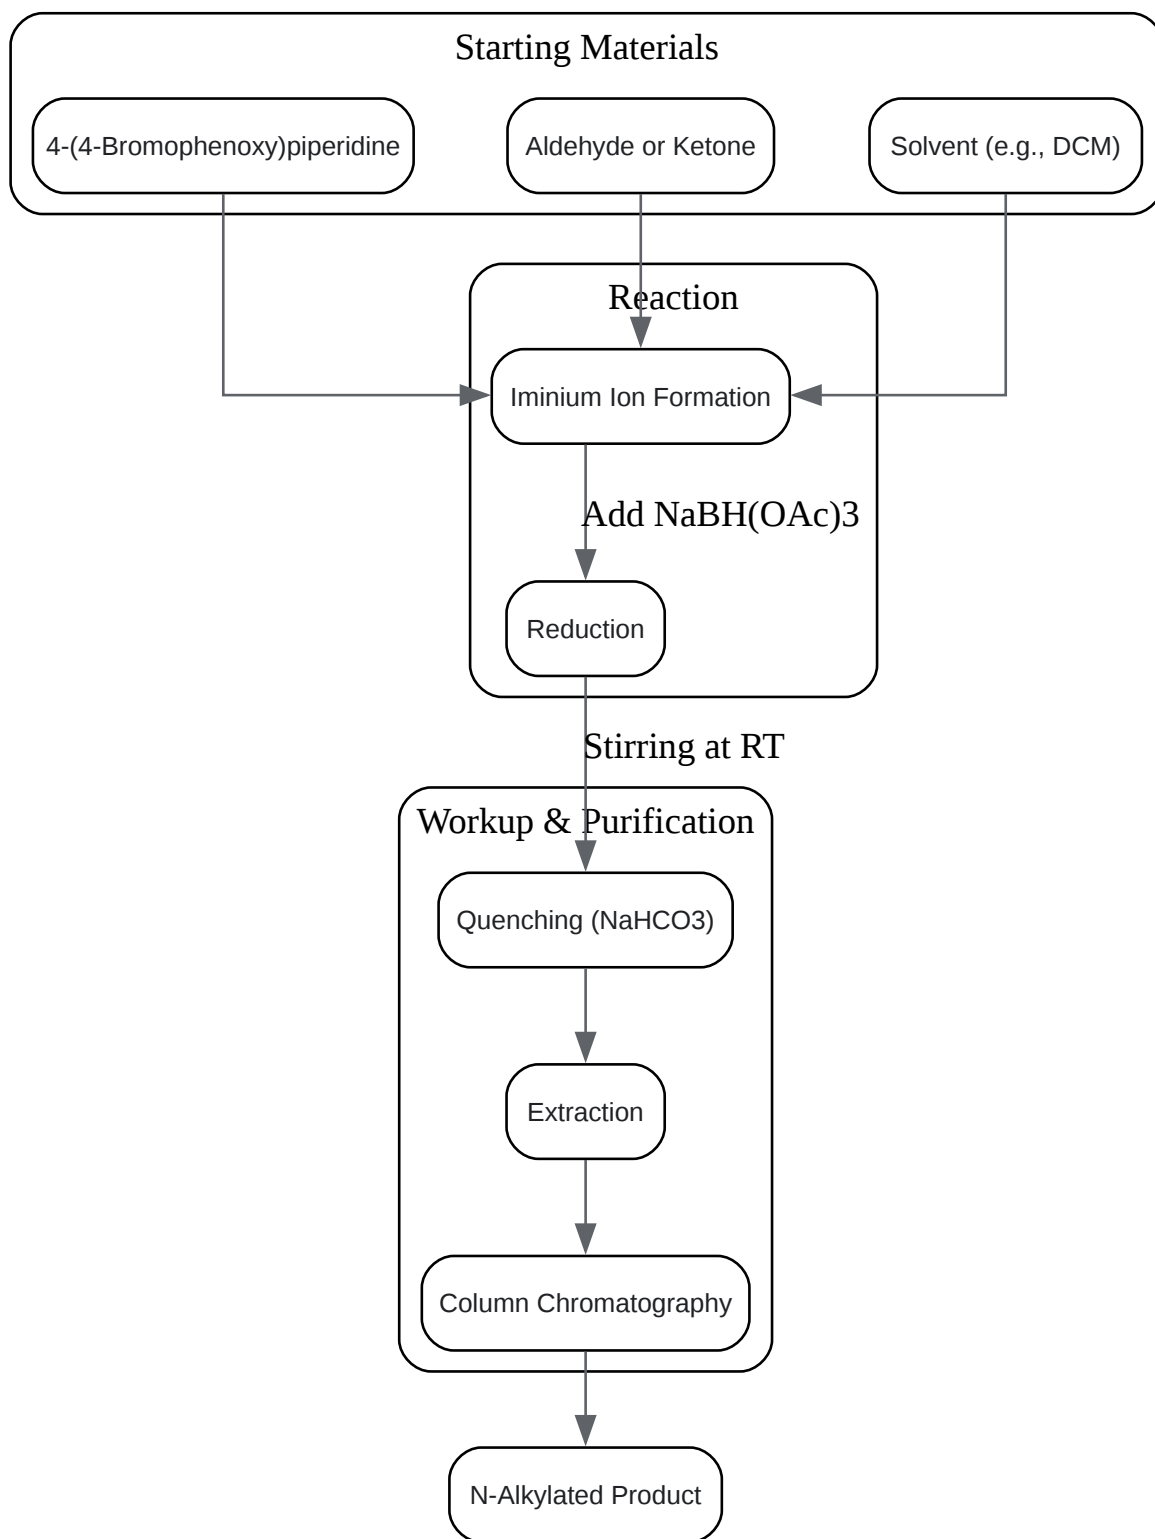 Starting Materials
4-(4-Bromophenoxy)piperidine
Aldehyde or Ketone
Solvent (e.g., DCM)
Reaction
Iminium Ion Formation
Add NaBH(OAc)3
Reduction
Stirring at RT
Workup & Purification
Quenching (NaHCO3)
Extraction
Column Chromatography
N-Alkylated Product